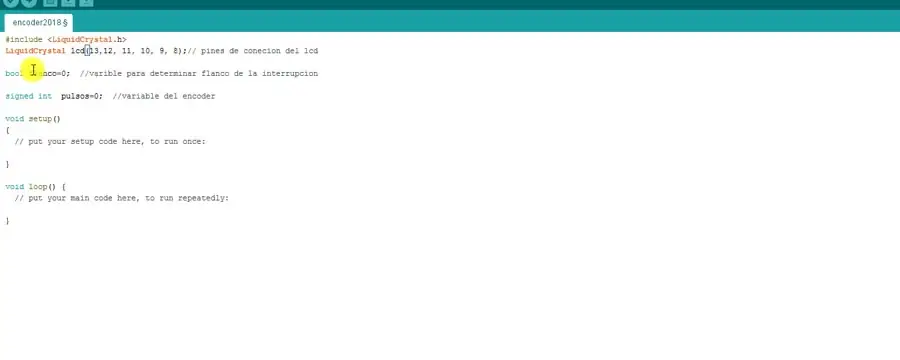 encoder2018 §
#include <LiquidCrystal.h>
LiquidCrystal lcd(13,12, 11, 10, 9, 8);// pines de conecion del lcd
nco=0; //varible para determinar flanco de la interrupcion
signed int pulsos=0; //variable del encoder
void setup()
{
// put your setup code here, to run once:
}
void loop() {
// put your main code here, to run repeatedly:
}